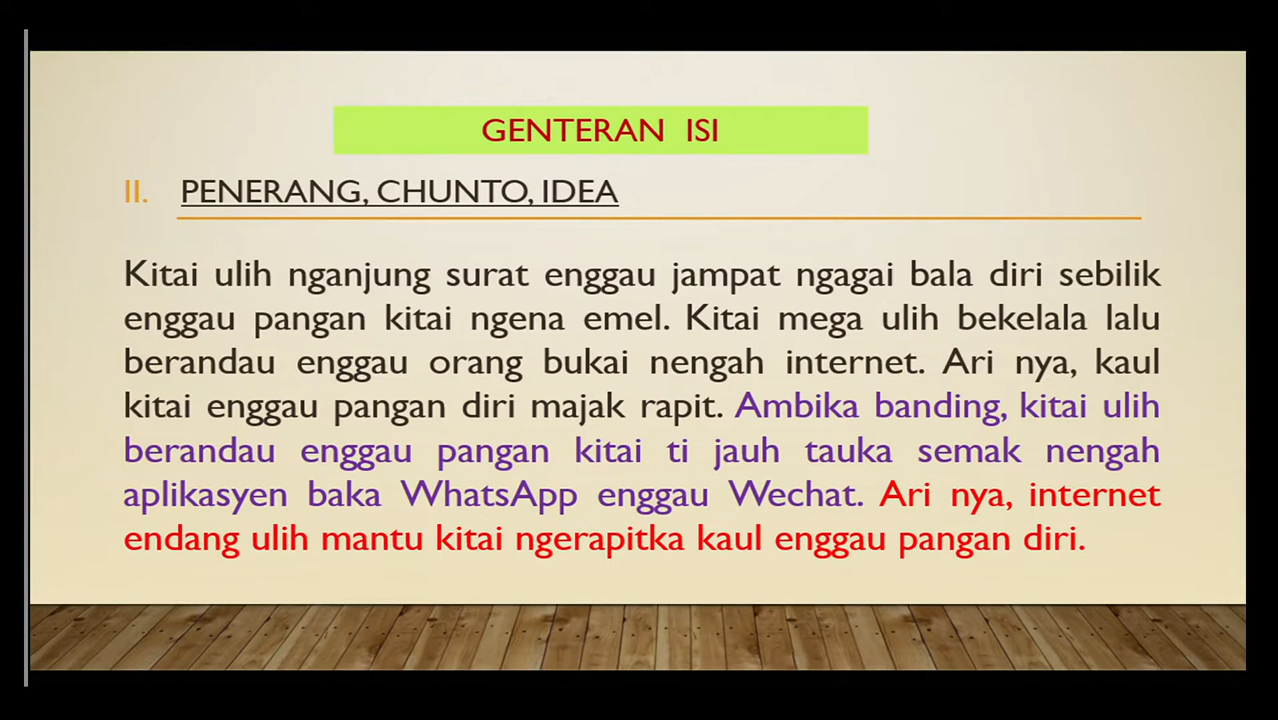 GENTERAN ISI
II. PENERANG, CHUNTO, IDEA
Kitai ulih nganjung surat enggau jampat ngagai bala diri sebilik
enggau pangan kitai ngena emel. Kitai mega ulih bekelala lalu
berandau enggau orang bukai nengah internet. Ari nya, kaul
kitai enggau pangan diri majak rapit. Ambika banding, kitai ulih
berandau enggau pangan kitai ti jauh tauka semak nengah
aplikasyen baka WhatsApp enggau Wechat. Ari nya, internet
endang ulih mantu kitai ngerapitka kaul enggau pangan diri.